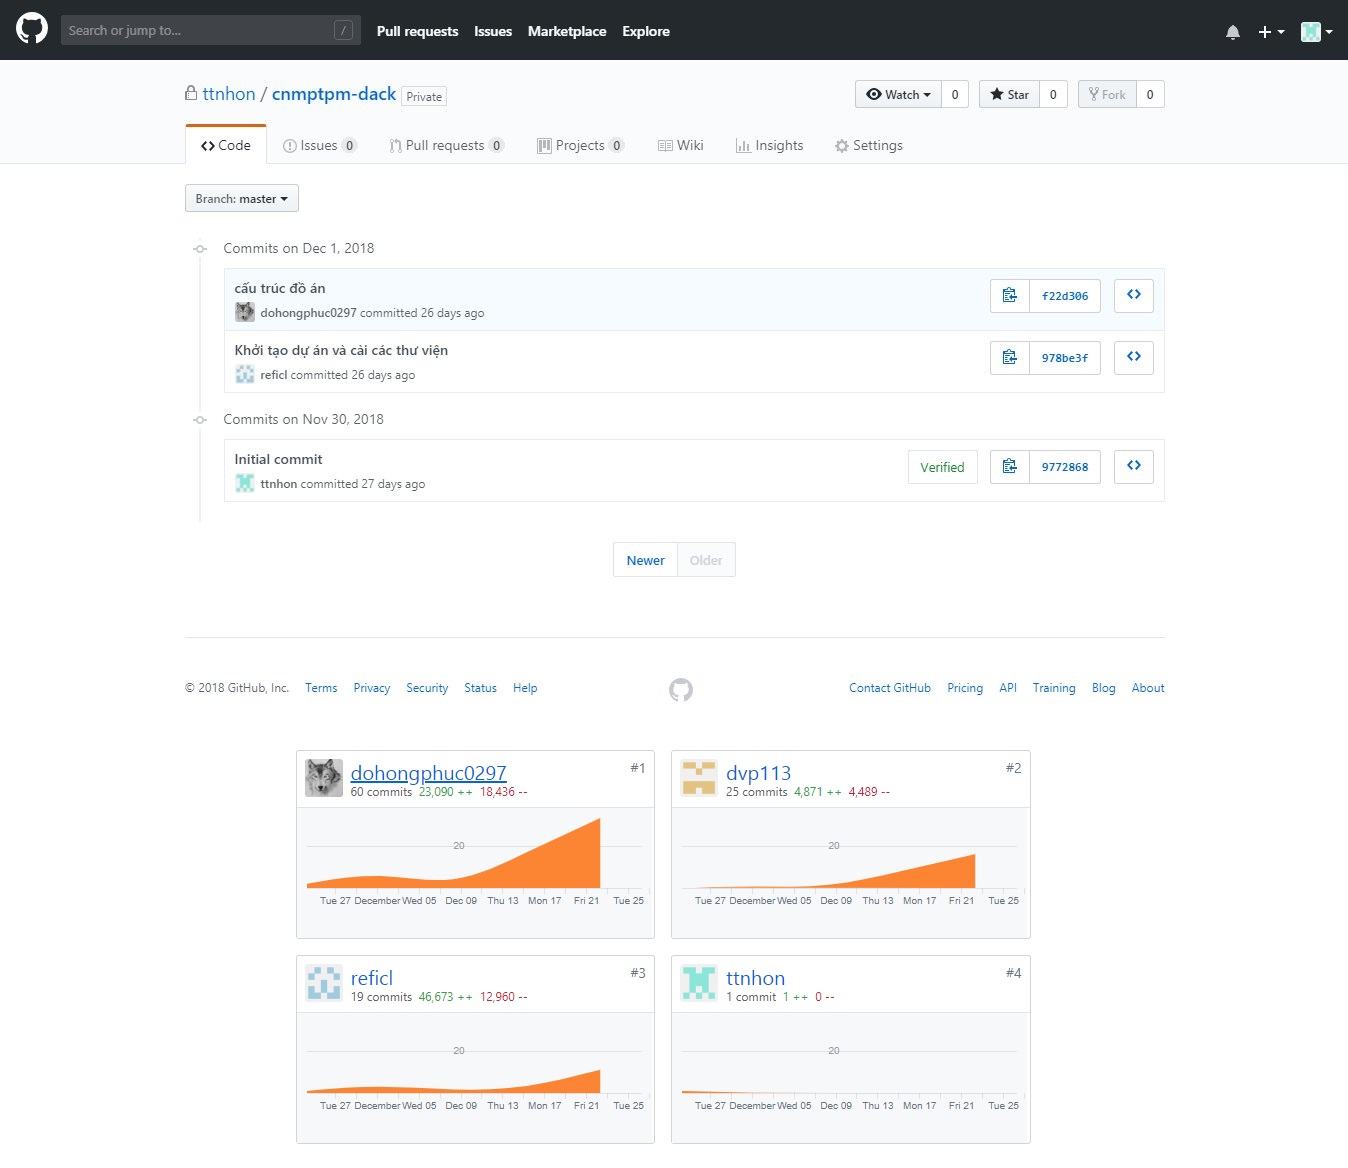 Search or jump to... / Pull requests Issues Marketplace Explore
ttnhon / cnmptpm-dack Private Watch 0 Star 0 Fork 0
Code Issues 0 Pull requests 0 Projects 0 Wiki Insights Settings
Branch: master
Commits on Dec 1, 2018
cấu trúc đồ án
dohongphuc0297 committed 26 days ago
f22d306
Khởi tạo dự án và cài các thư viện
reficl committed 26 days ago
978be3f
Commits on Nov 30, 2018
Initial commit
ttnhon committed 27 days ago
Verified 9772868
Newer Older
© 2018 GitHub, Inc. Terms Privacy Security Status Help Contact GitHub Pricing API Training Blog About
dohongphuc0297 #1
60 commits 23,090 ++ 18,436 --
20
Tue 27 December Wed 05 Dec 09 Thu 13 Mon 17 Fri 21 Tue 25
dvp113 #2
25 commits 4,871 ++ 4,489 --
20
Tue 27 December Wed 05 Dec 09 Thu 13 Mon 17 Fri 21 Tue 25
reficl #3
19 commits 46,673 ++ 12,960 --
20
Tue 27 December Wed 05 Dec 09 Thu 13 Mon 17 Fri 21 Tue 25
ttnhon #4
1 commit 1 ++ 0 --
20
Tue 27 December Wed 05 Dec 09 Thu 13 Mon 17 Fri 21 Tue 25